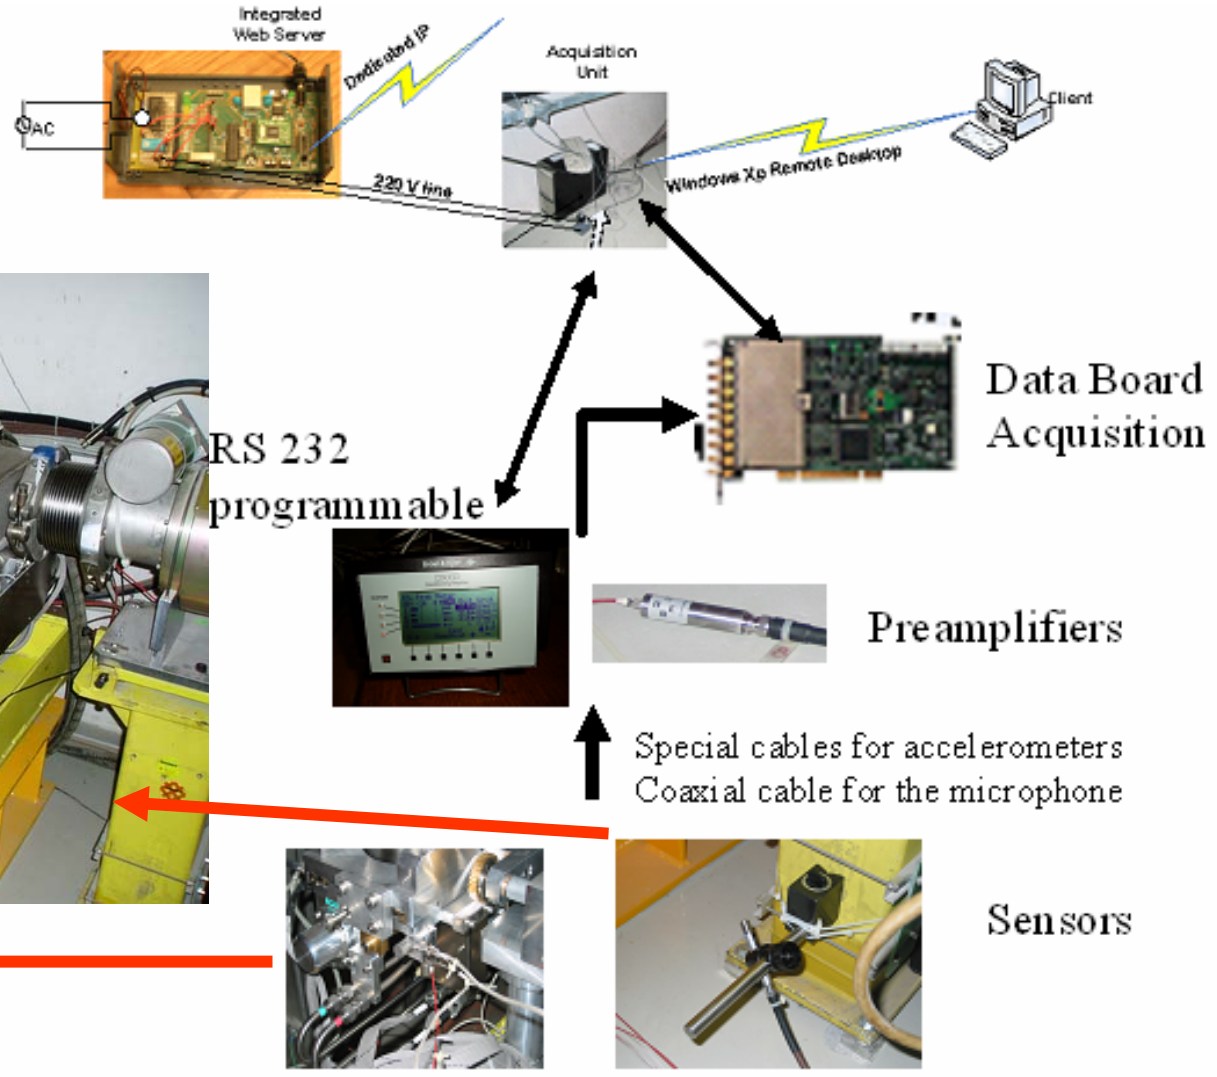 Integrated
Web Server
Dedicated IP
Acquisition
Unit
Client
AC
220 V line
Windows Xp Remote Desktop
Data Board
Acquisition
RS 232
programmable
Preamplifiers
Special cables for accelerometers
Coaxial cable for the microphone
Sensors